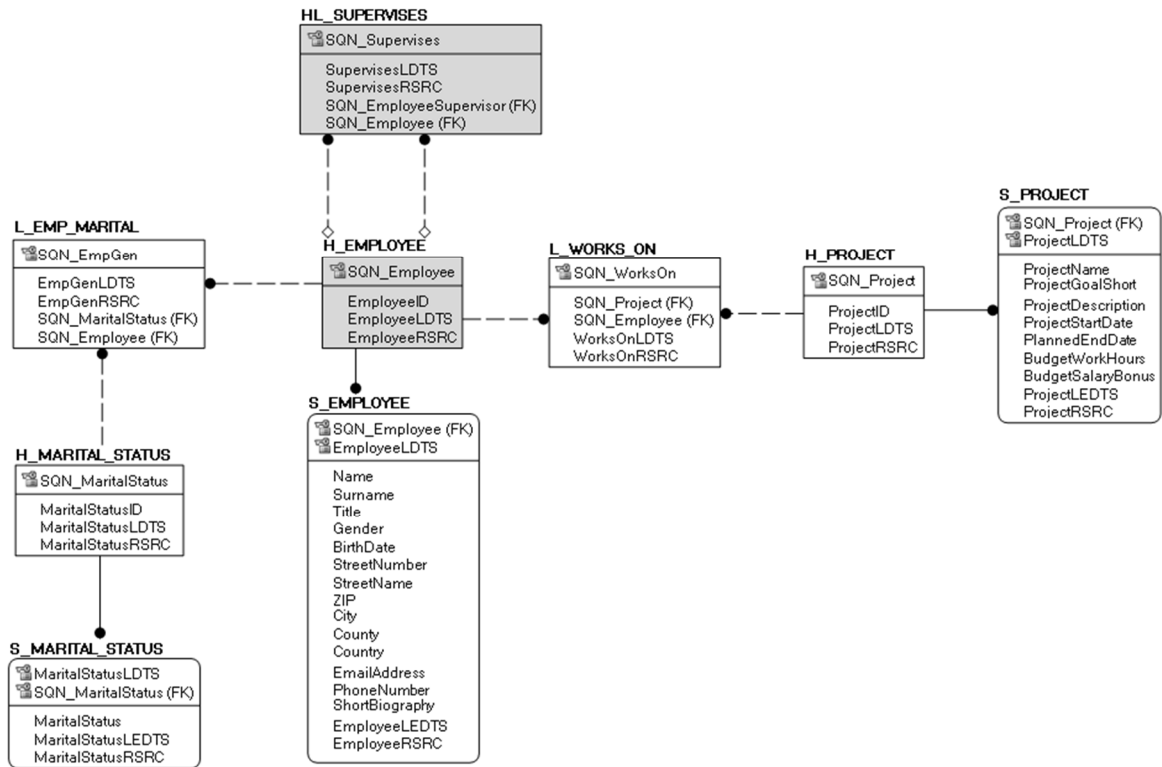 HL_SUPERVISES
SQN_Supervises
SupervisesLDTS
SupervisesRSRC
SQN_EmployeeSupervisor (FK)
SQN_Employee (FK)
L_EMP_MARITAL
SQN_EmpGen
EmpGenLDTS
EmpGenRSRC
SQN_MaritalStatus (FK)
SQN_Employee (FK)
H_EMPLOYEE
SQN_Employee
EmployeeID
EmployeeLDTS
EmployeeRSRC
L_WORKS_ON
SQN_WorksOn
SQN_Project (FK)
SQN_Employee (FK)
WorksOnLDTS
WorksOnRSRC
H_PROJECT
SQN_Project
ProjectID
ProjectLDTS
ProjectRSRC
S_PROJECT
SQN_Project (FK)
ProjectLDTS
ProjectName
ProjectGoalShort
ProjectDescription
ProjectStartDate
PlannedEndDate
BudgetWorkHours
BudgetSalaryBonus
ProjectLEDTS
ProjectRSRC
H_MARITAL_STATUS
SQN_MaritalStatus
MaritalStatusID
MaritalStatusLDTS
MaritalStatusRSRC
S_EMPLOYEE
SQN_Employee (FK)
EmployeeLDTS
Name
Surname
Title
Gender
BirthDate
StreetNumber
StreetName
ZIP
City
County
Country
EmailAddress
PhoneNumber
ShortBiography
EmployeeLEDTS
EmployeeRSRC
S_MARITAL_STATUS
MaritalStatusLDTS
SQN_MaritalStatus (FK)
MaritalStatus
MaritalStatusLEDTS
MaritalStatusRSRC